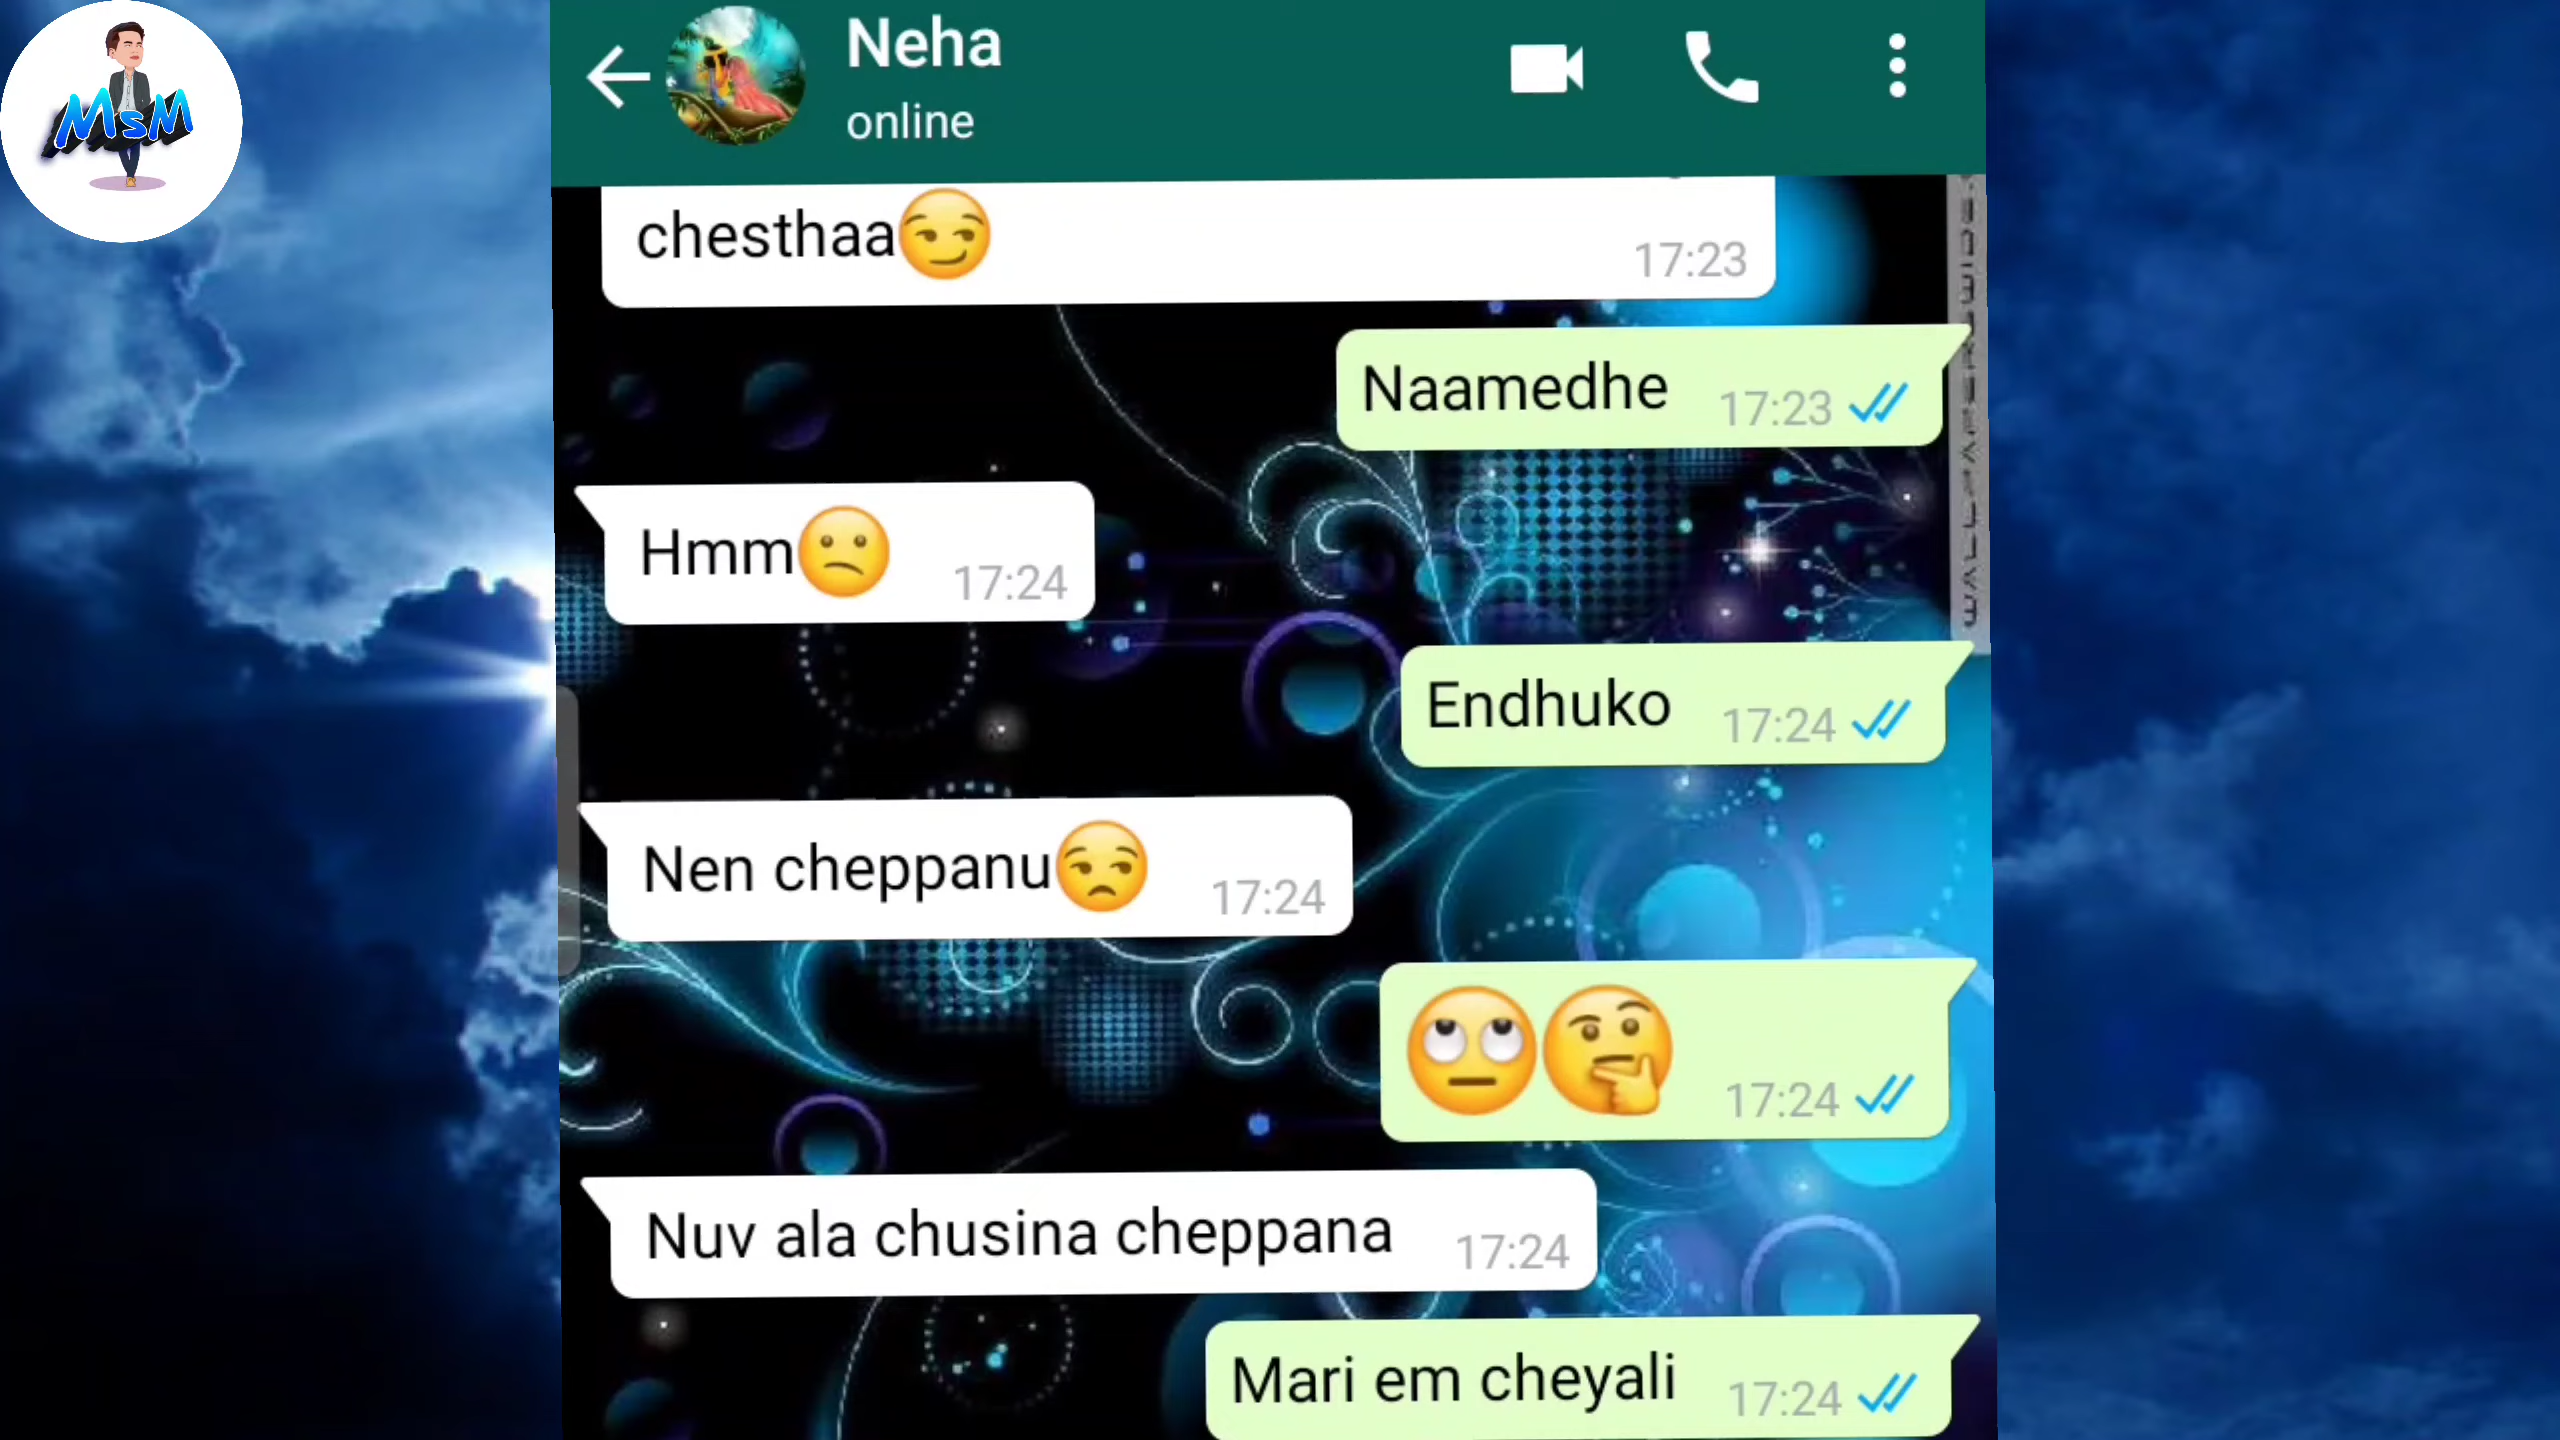 MsM
Neha
online
chesthaa😏
17:23
Naamedhe 17:23
Hmm😕 17:24
Endhuko 17:24
Nen cheppanu😒 17:24
🙄🤔 17:24
Nuv ala chusina cheppana 17:24
Mari em cheyali 17:24